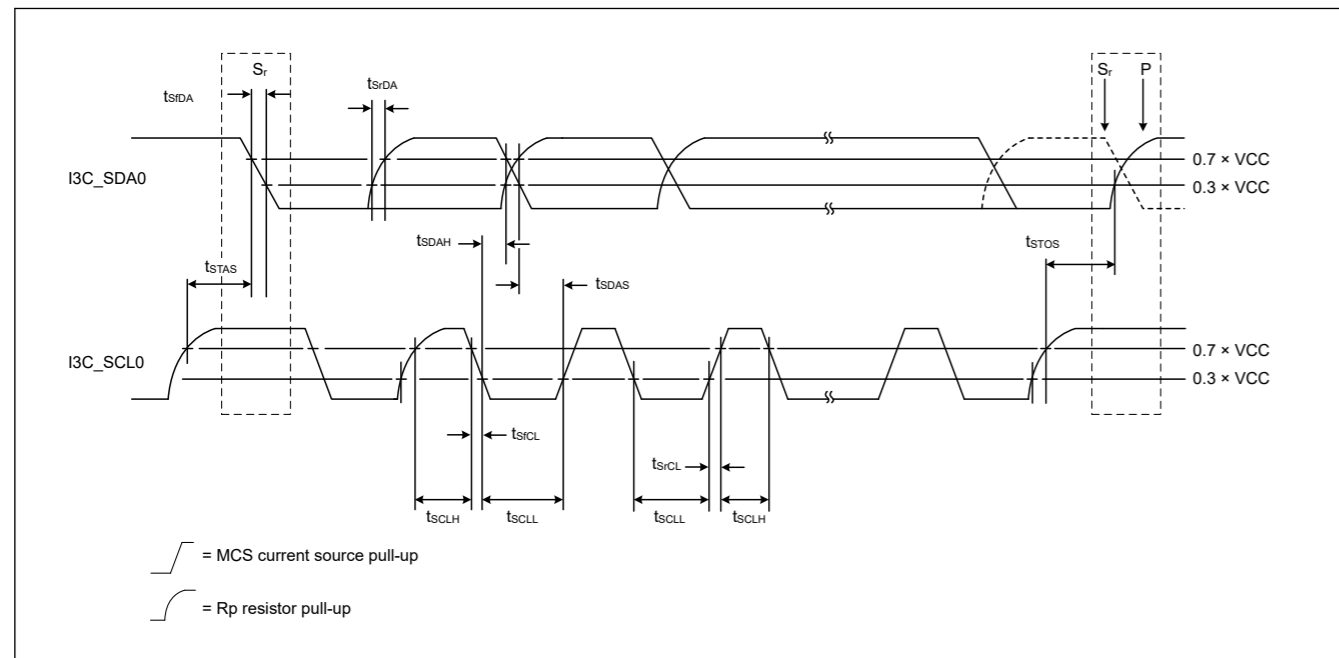 Sr
Sr P
tSfDA
tSrDA
0.7 × VCC
I3C_SDA0
0.3 × VCC
tSDAH
tSTOS
tSTAS
tSDAS
I3C_SCL0
0.7 × VCC
0.3 × VCC
tSfCL
tSrCL
tSCLH tSCLL tSCLL tSCLH
= MCS current source pull-up
= Rp resistor pull-up